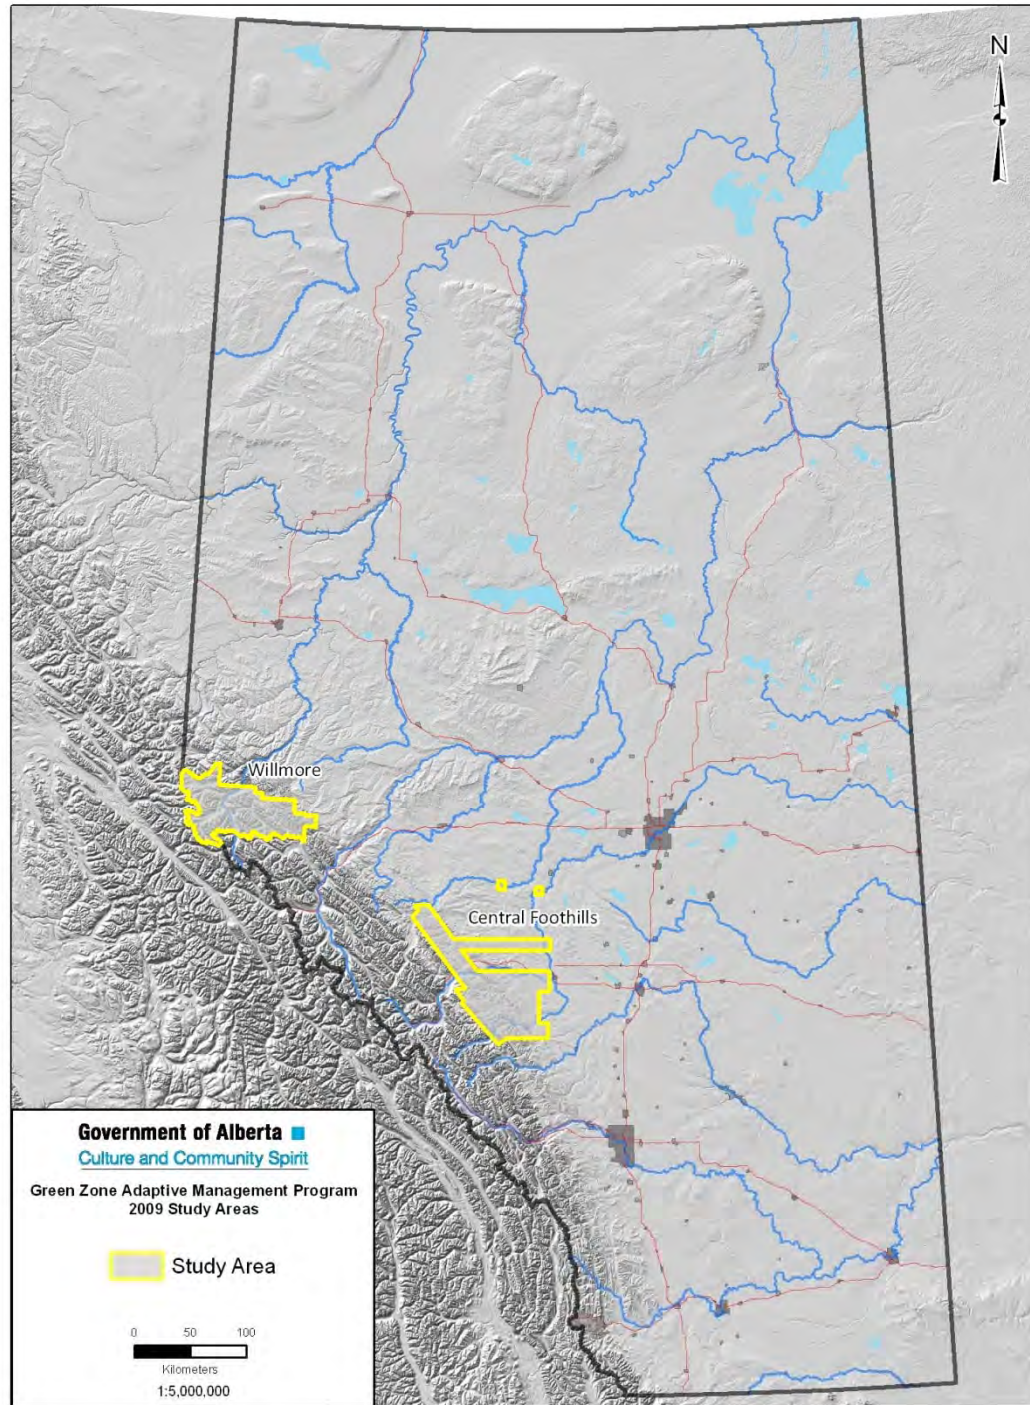 N
Willmore
Central Foothills
Government of Alberta
Culture and Community Spirit
Green Zone Adaptive Management Program
2009 Study Areas
Study Area
0 50 100
Kilometers
1:5,000,000